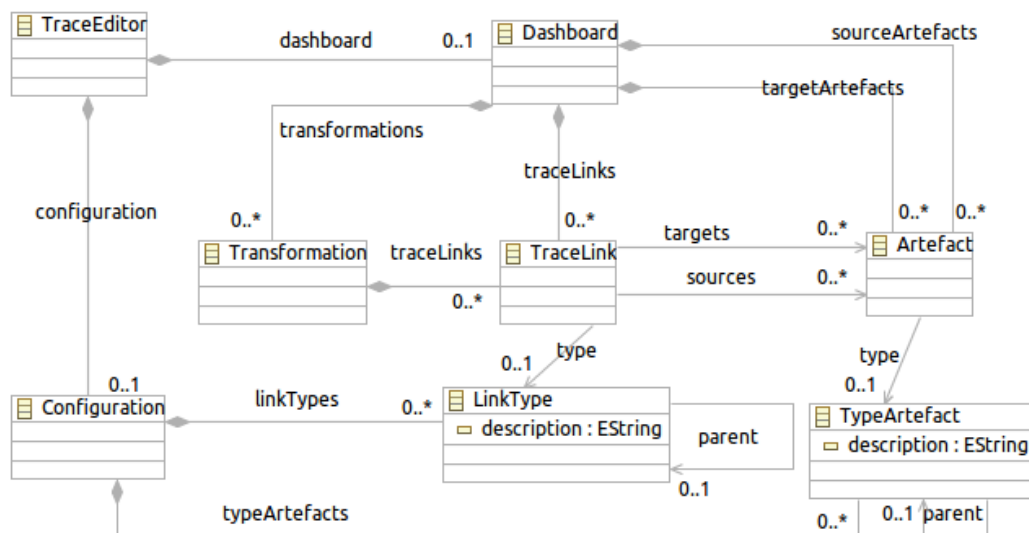 TraceEditor
dashboard
0..1
Dashboard
sourceArtefacts
targetArtefacts
transformations
traceLinks
configuration
0..*
0..*
0..*
0..*
Transformation
traceLinks
0..*
TraceLink
targets
0..*
sources
0..*
Artefact
type
0..1
type
0..1
0..1
Configuration
linkTypes
0..*
LinkType
description : EString
parent
0..1
TypeArtefact
description : EString
typeArtefacts
0..*
0..1
parent